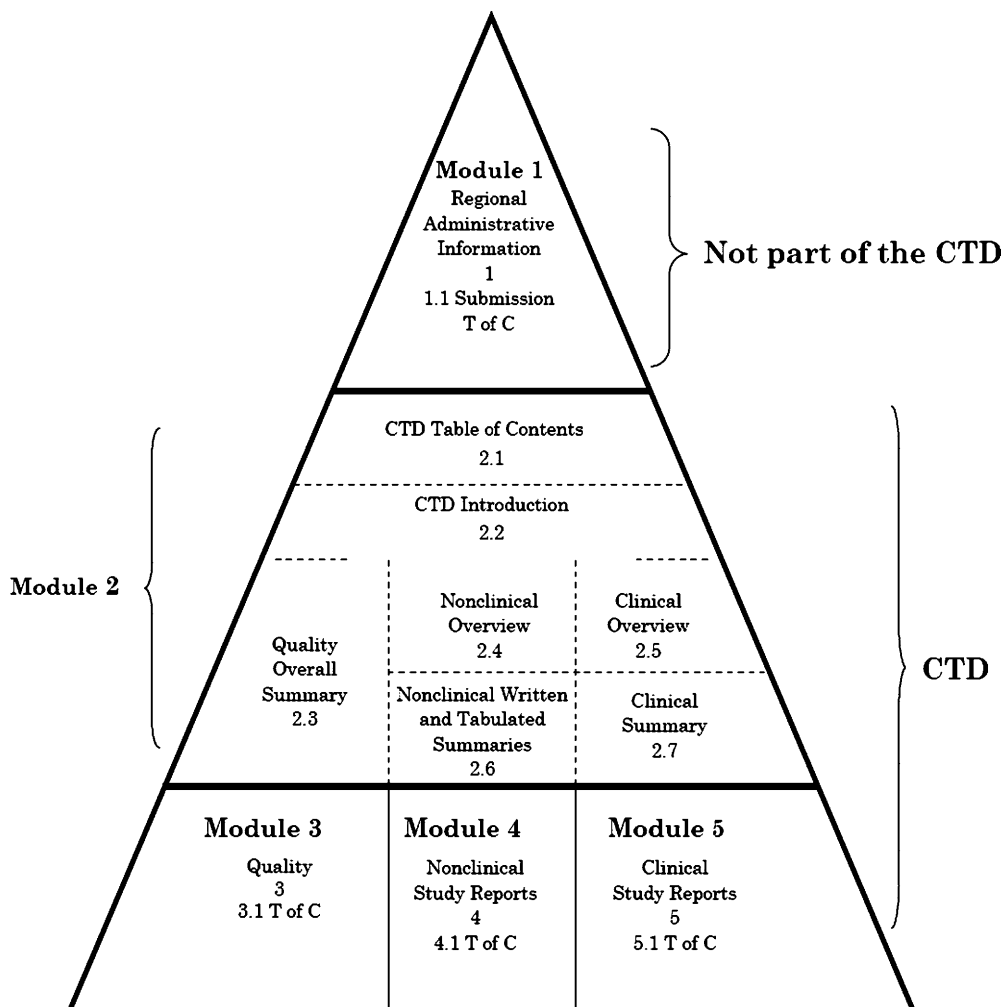 Module 1
Regional
Administrative
Information
1
1.1 Submission
T of C
Not part of the CTD
CTD Table of Contents
2.1
CTD Introduction
2.2
Module 2
Quality
Overall
Summary
2.3
Nonclinical
Overview
2.4
Clinical
Overview
2.5
Nonclinical Written
and Tabulated
Summaries
2.6
Clinical
Summary
2.7
CTD
Module 3
Quality
3
3.1 T of C
Module 4
Nonclinical
Study Reports
4
4.1 T of C
Module 5
Clinical
Study Reports
5
5.1 T of C